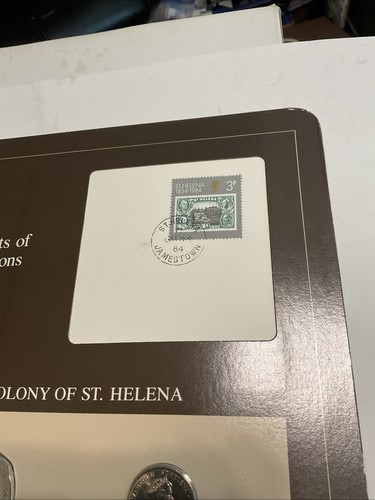 ts of
ons
ST. HELENA
1834-1984
3P
84
JAMESTOWN
OLONY OF ST. HELENA